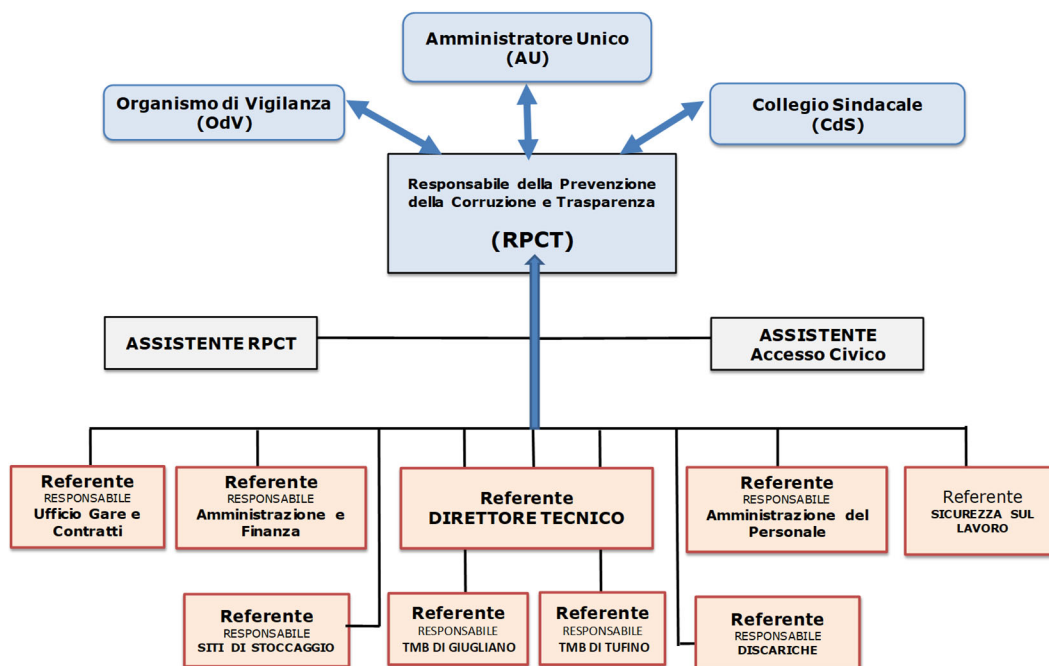 Amministratore Unico
(AU)
Organismo di Vigilanza
(OdV)
Collegio Sindacale
(CdS)
Responsabile della Prevenzione
della Corruzione e Trasparenza
(RPCT)
ASSISTENTE RPCT
ASSISTENTE
Accesso Civico
Referente
RESPONSABILE
Ufficio Gare e
Contratti
Referente
RESPONSABILE
Amministrazione e
Finanza
Referente
DIRETTORE TECNICO
Referente
RESPONSABILE
Amministrazione del
Personale
Referente
SICUREZZA SUL
LAVORO
Referente
RESPONSABILE
SITI DI STOCCAGGIO
Referente
RESPONSABILE
TMB DI GIUGLIANO
Referente
RESPONSABILE
TMB DI TUFINO
Referente
RESPONSABILE
DISCARICHE